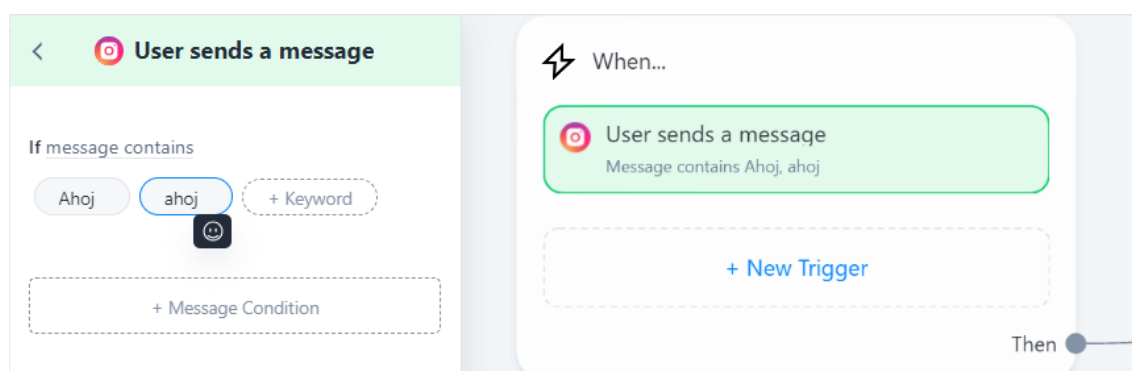 User sends a message
If message contains
Ahoj
ahoj
+ Keyword
+ Message Condition
When...
User sends a message
Message contains Ahoj, ahoj
+ New Trigger
Then